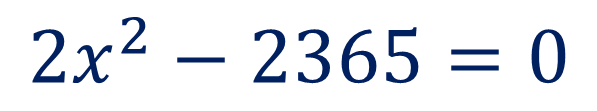 2x² − 2365 = 0